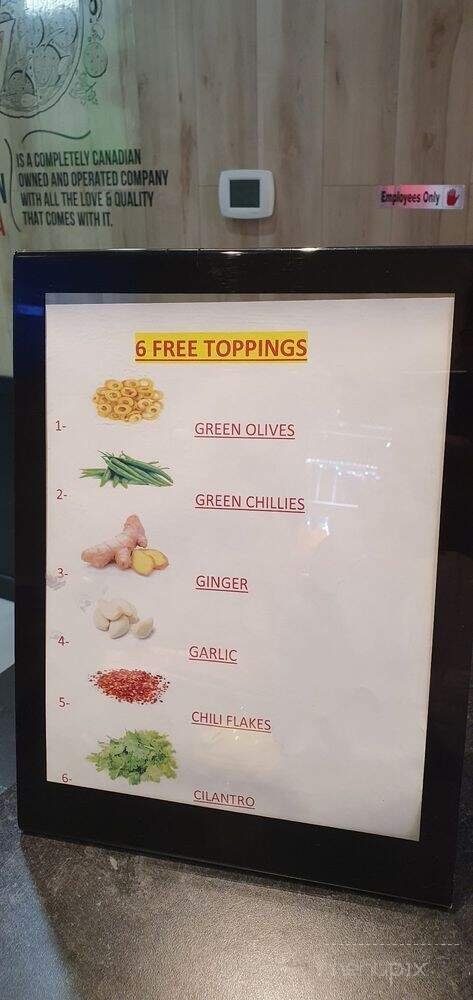 IS A COMPLETELY CANADIAN
OWNED AND OPERATED COMPANY
WITH ALL THE LOVE & QUALITY
THAT COMES WITH IT.
Employees Only
6 FREE TOPPINGS
1- GREEN OLIVES
2- GREEN CHILLIES
3- GINGER
4- GARLIC
5- CHILI FLAKES
6- CILANTRO
menupix